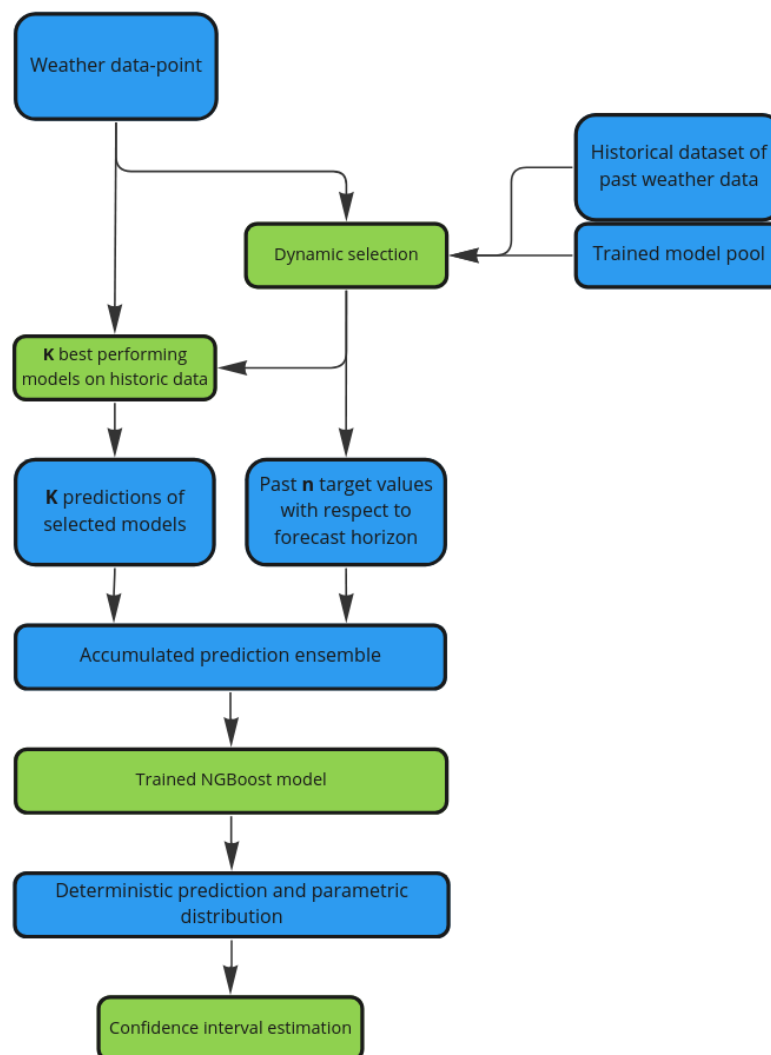 Weather data-point
Historical dataset of
past weather data
Dynamic selection
Trained model pool
K best performing
models on historic data
K predictions of
selected models
Past n target values
with respect to
forecast horizon
Accumulated prediction ensemble
Trained NGBoost model
Deterministic prediction and parametric
distribution
Confidence interval estimation